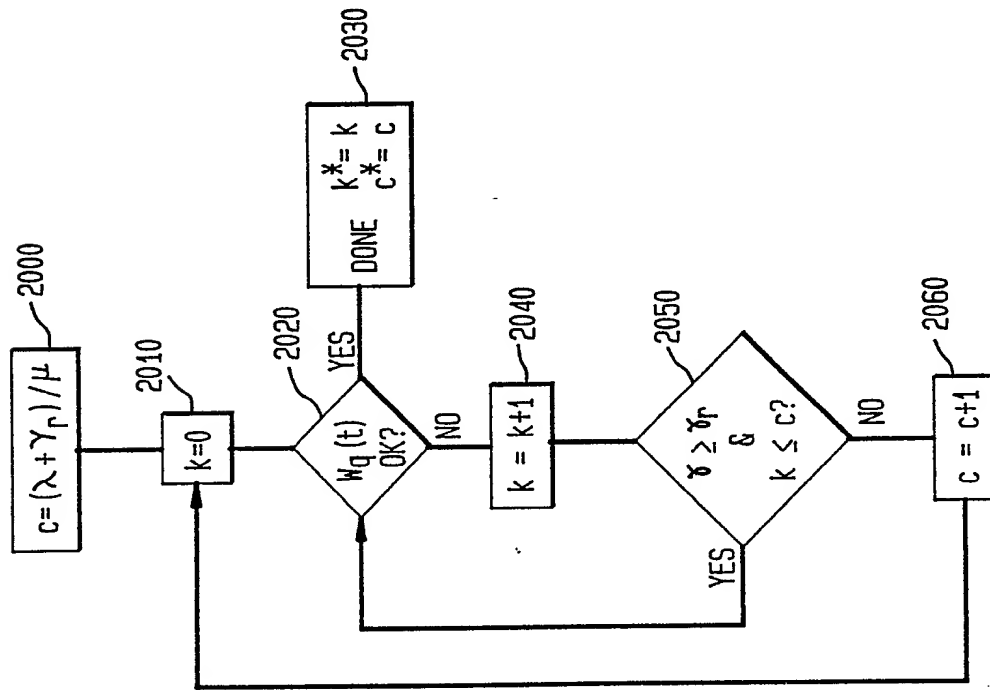 2000
c=(λ+γr)/μ
2010
k=0
2020
Wq(t)
OK?
YES
2030
DONE k*= k
c*= c
NO
2040
k = k+1
2050
γ ≥ γr
&
k ≤ c?
YES
NO
2060
c = c+1